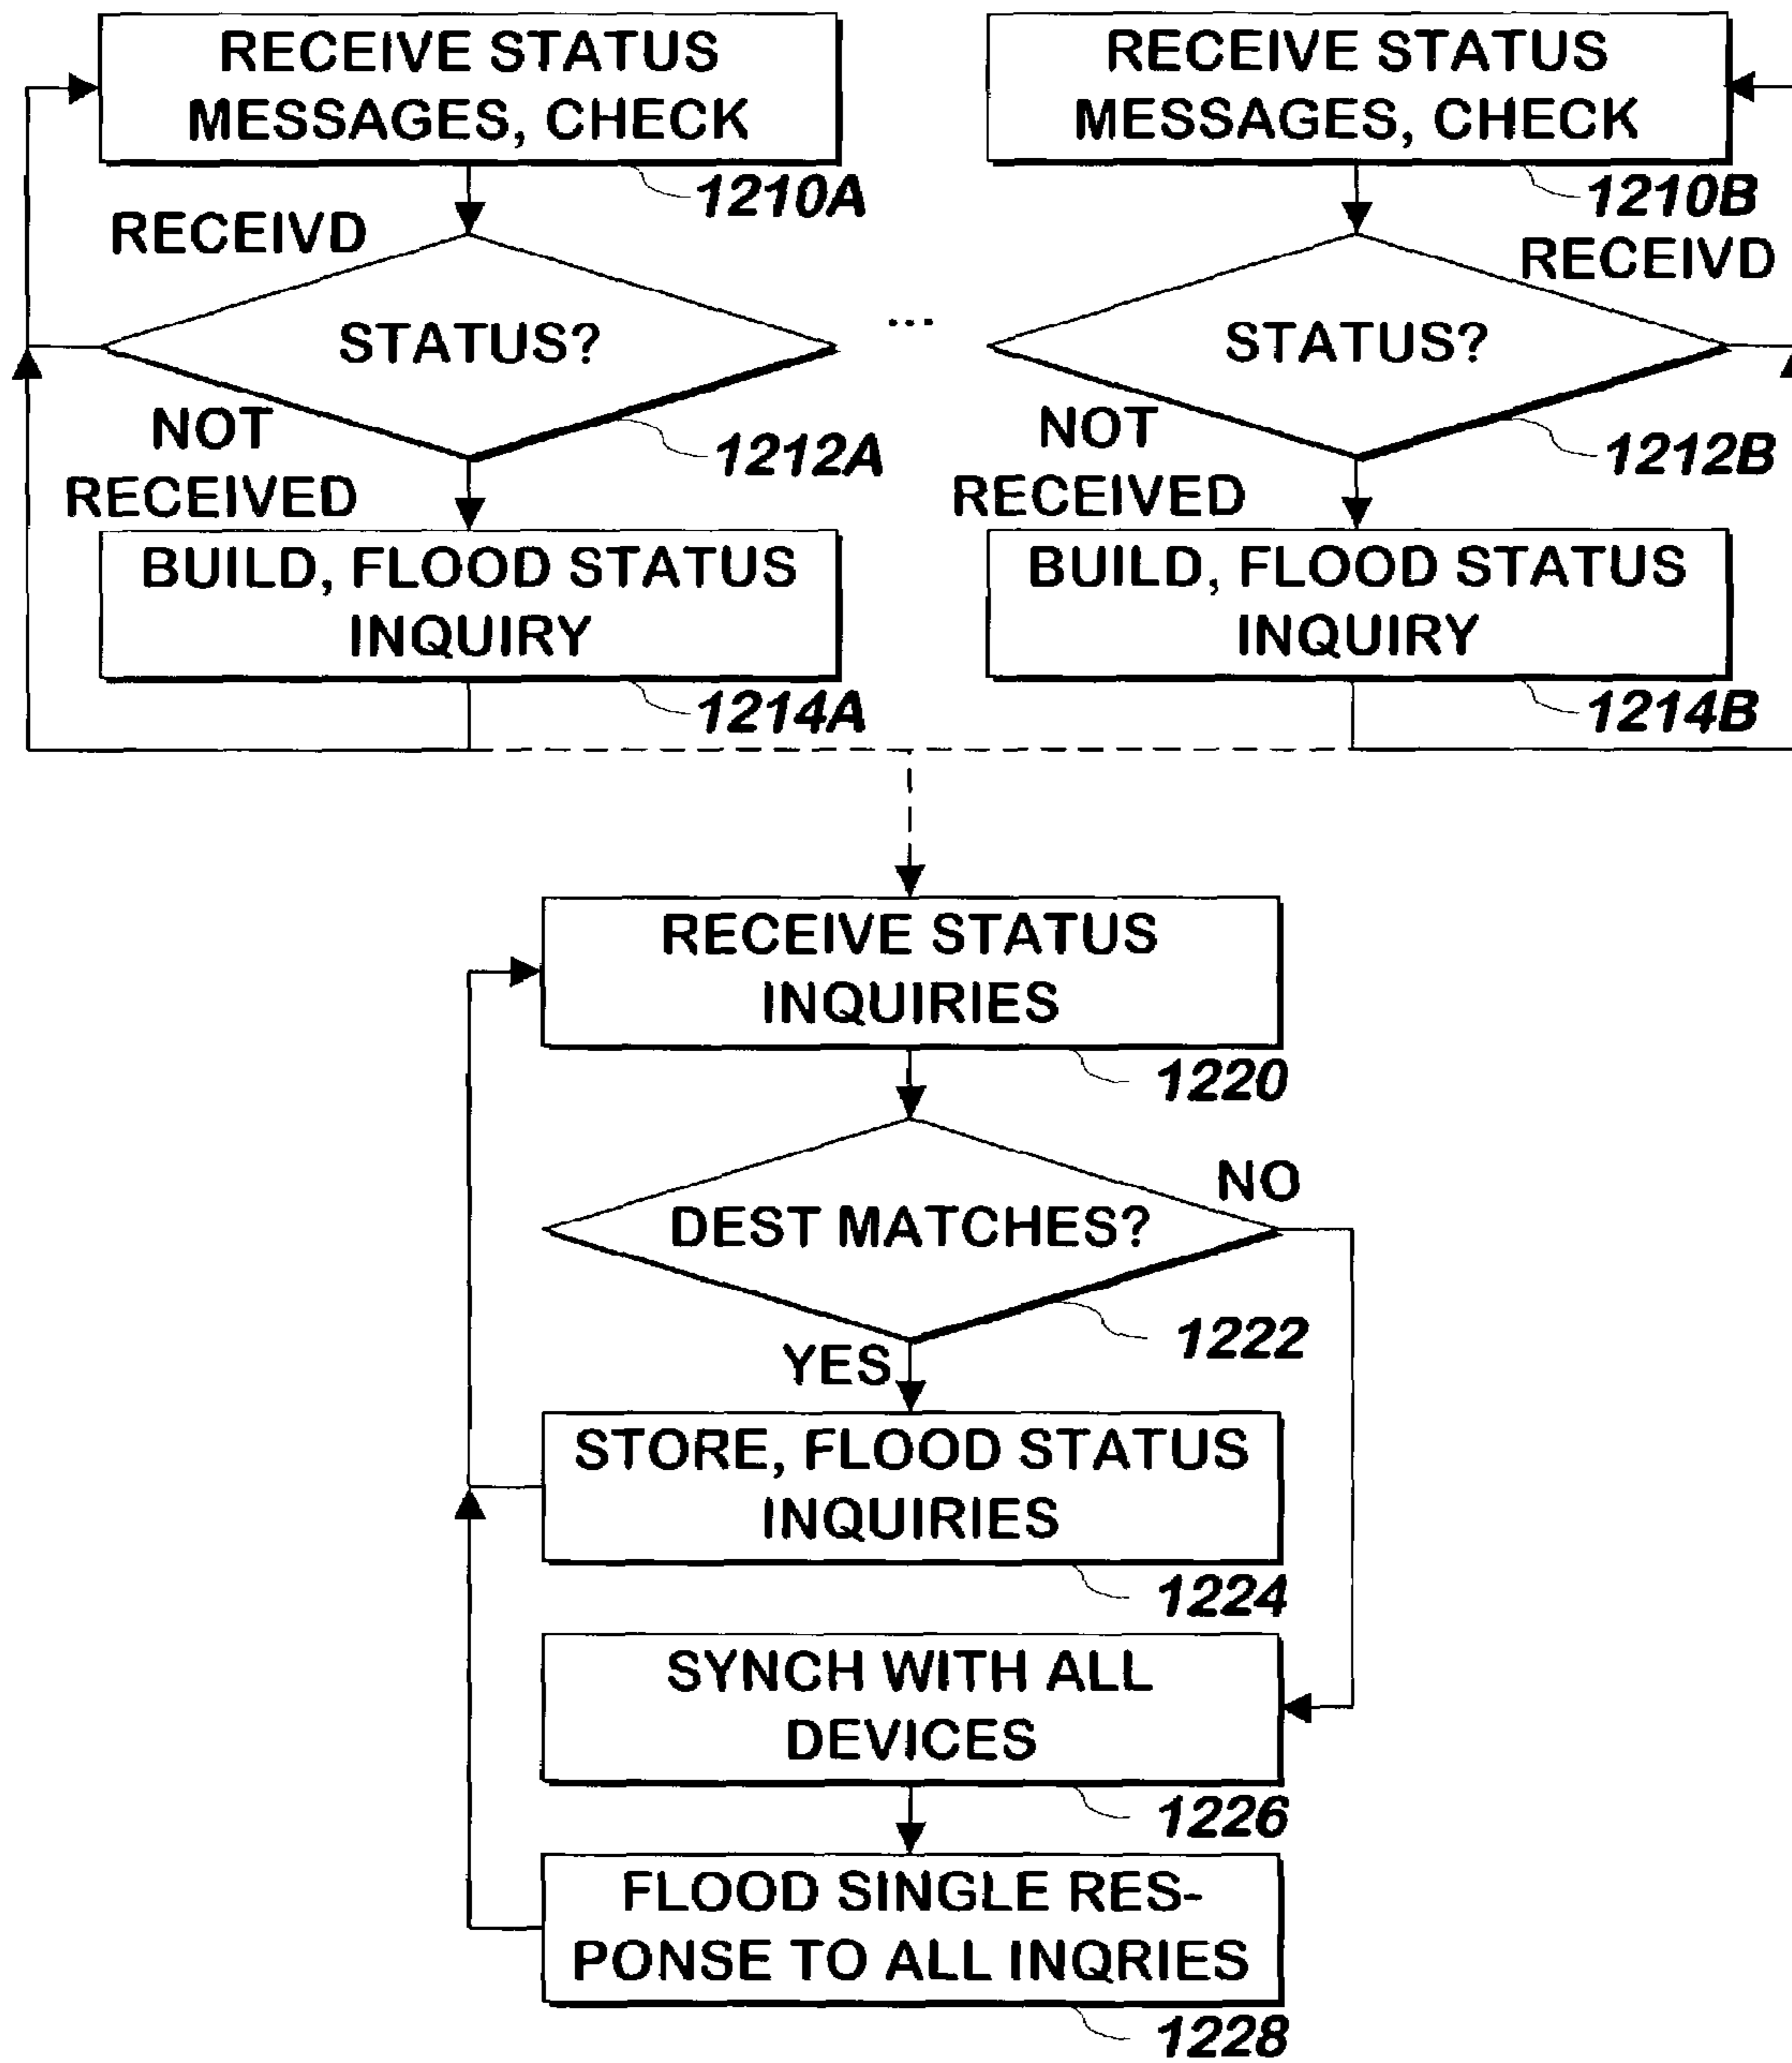 RECEIVE STATUS
MESSAGES, CHECK
1210A
RECEIVD
STATUS?
NOT
RECEIVED
1212A
BUILD, FLOOD STATUS
INQUIRY
1214A
...
RECEIVE STATUS
MESSAGES, CHECK
1210B
RECEIVD
STATUS?
NOT
RECEIVED
1212B
BUILD, FLOOD STATUS
INQUIRY
1214B
RECEIVE STATUS
INQUIRIES
1220
NO
DEST MATCHES?
1222
YES
STORE, FLOOD STATUS
INQUIRIES
1224
SYNCH WITH ALL
DEVICES
1226
FLOOD SINGLE RES-
PONSE TO ALL INQRIES
1228